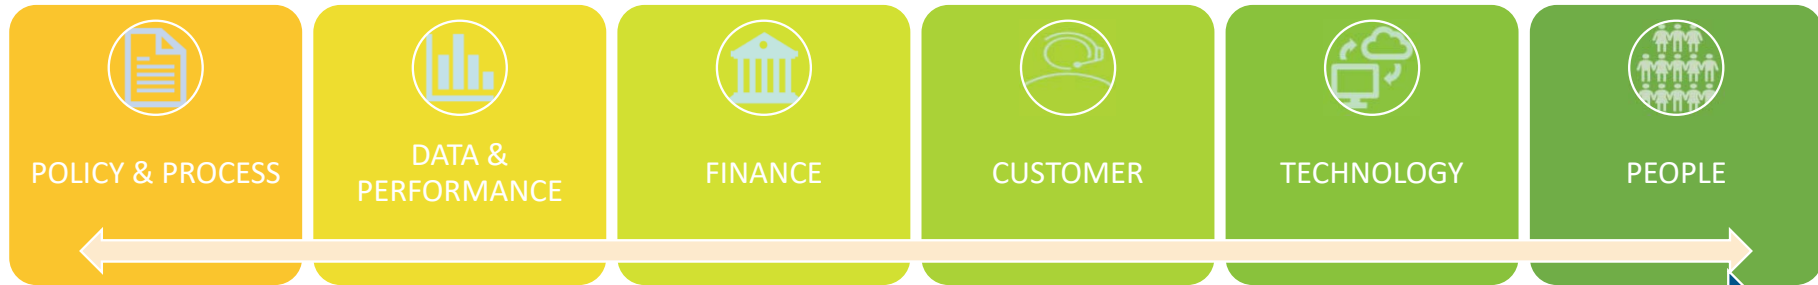 POLICY & PROCESS
DATA &
PERFORMANCE
FINANCE
CUSTOMER
TECHNOLOGY
PEOPLE